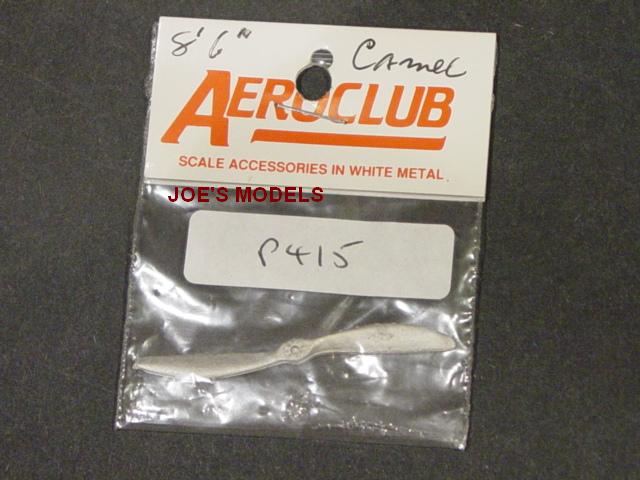 8' 6" Camel
AEROCLUB
SCALE ACCESSORIES IN WHITE METAL.
JOE'S MODELS
P415